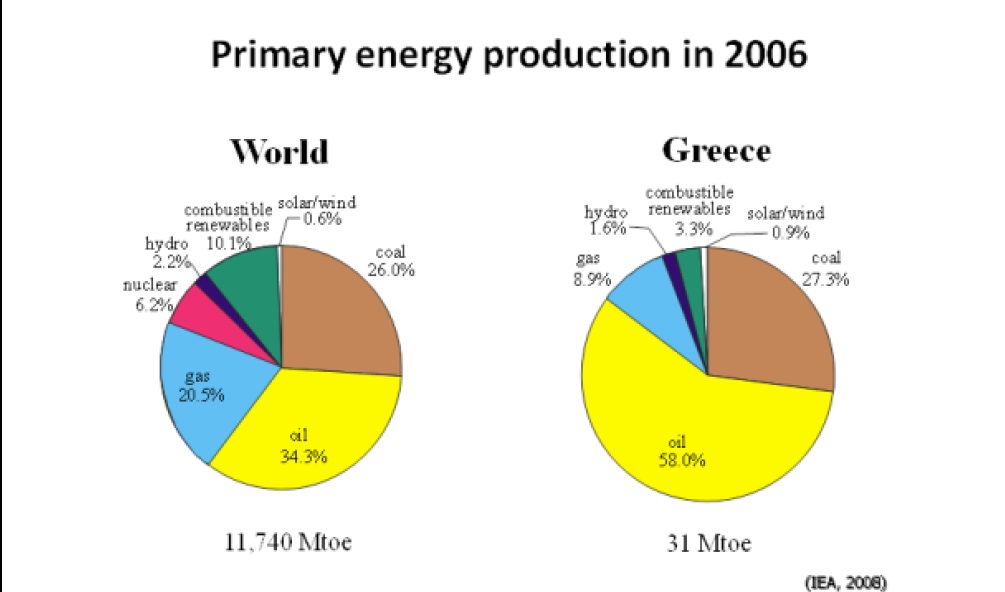 Primary energy production in 2006
World
solar/wind
0.6%
combustible
renewables
10.1%
hydro
2.2%
nuclear
6.2%
coal
26.0%
gas
20.5%
oil
34.3%
11,740 Mtoe
Greece
combustible
renewables
3.3%
hydro
1.6%
solar/wind
0.9%
gas
8.9%
coal
27.3%
oil
58.0%
31 Mtoe
(IEA, 2008)